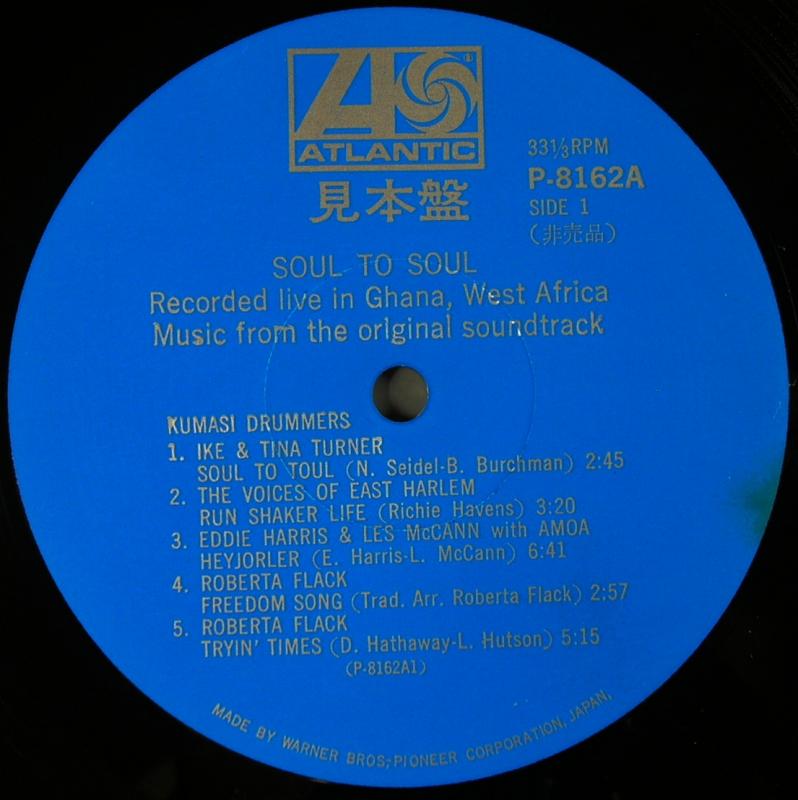 ATLANTIC
見本盤
33⅓RPM
P-8162A
SIDE 1
(非売品)
SOUL TO SOUL
Recorded live in Ghana, West Africa
Music from the original soundtrack
KUMASI DRUMMERS
1. IKE & TINA TURNER
SOUL TO TOUL (N. Seidel-B. Burchman) 2:45
2. THE VOICES OF EAST HARLEM
RUN SHAKER LIFE (Richie Havens) 3:20
3. EDDIE HARRIS & LES McCANN with AMOA
HEYJORLER (E. Harris-L. McCann) 6:41
4. ROBERTA FLACK
FREEDOM SONG (Trad. Arr. Roberta Flack) 2:57
5. ROBERTA FLACK
TRYIN' TIMES (D. Hathaway-L. Hutson) 5:15
(P-8162A1)
MADE BY WARNER BROS;-PIONEER CORPORATION, JAPAN,